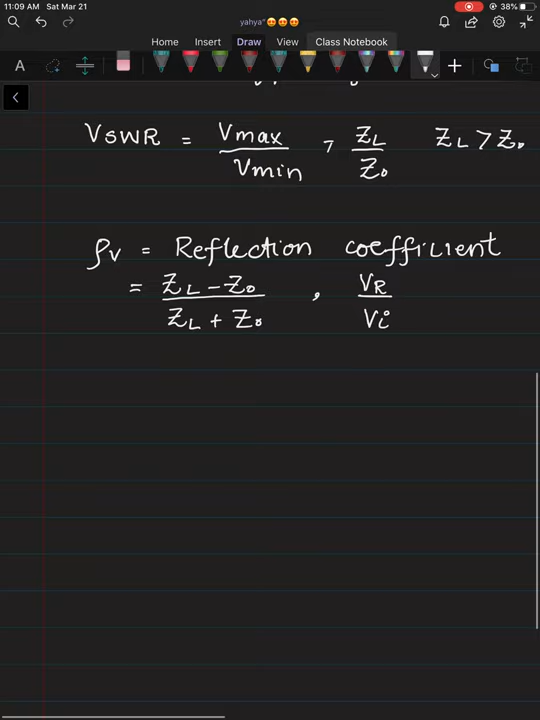 11:09 AM Sat Mar 21
38%
yahya"😍😍😍
Home Insert Draw View Class Notebook
A
VSWR = Vmax / Vmin , ZL / Z0 ZL > Z0
ρv = Reflection coefficient
= ZL - Z0 / ZL + Z0 , VR / Vi